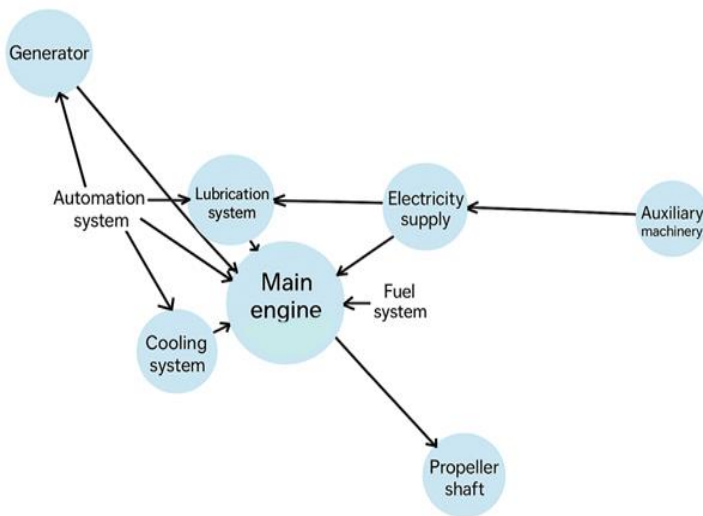 Generator
Automation
system
Lubrication
system
Electricity
supply
Auxiliary
machinery
Main
engine
Fuel
system
Cooling
system
Propeller
shaft